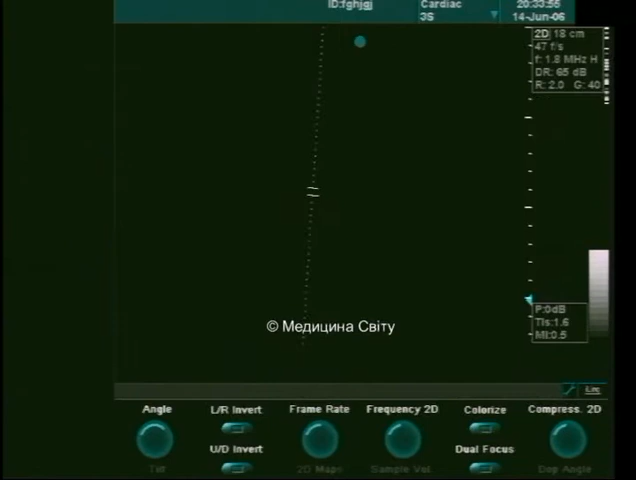 ID:fghjgj
Cardiac
3S
20:33:55
14-Jun-06
2D 18 cm
47 f/s
f: 1.8 MHz H
DR: 65 dB
R: 2.0 G: 40
© Медицина Світу
P:0dB
TIs:1.6
MI:0.5
Angle
L/R Invert
Frame Rate
Frequency 2D
Colorize
Compress. 2D
U/D Invert
Dual Focus
Tilt
2D Maps
Sample Vol
Dop Angle